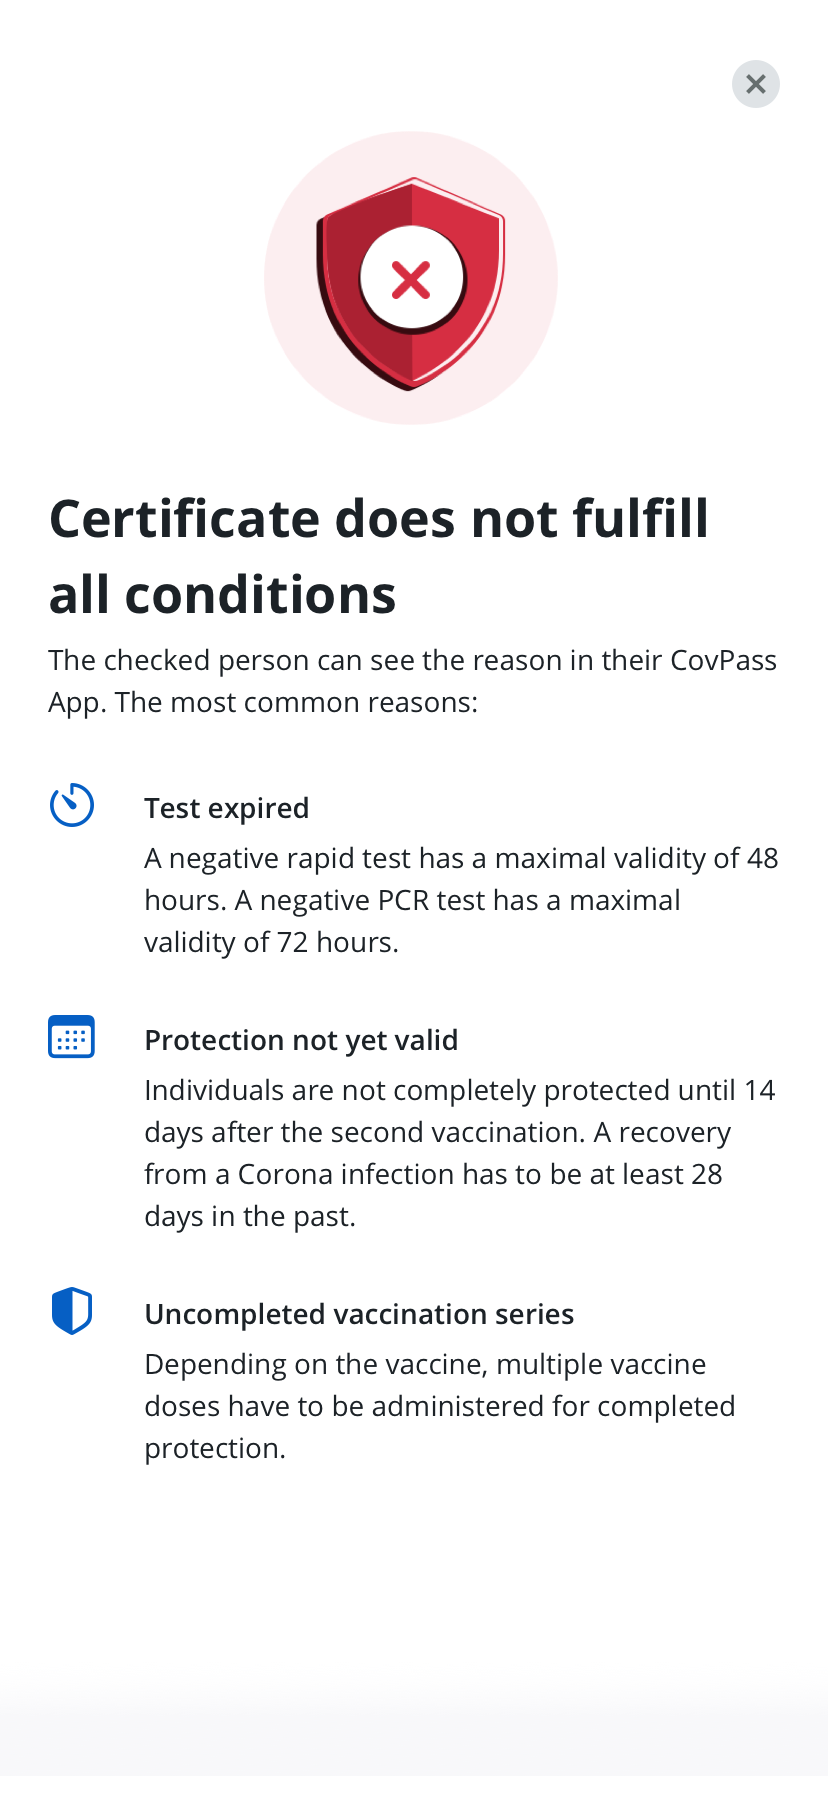 Certificate does not fulfill
all conditions
The checked person can see the reason in their CovPass
App. The most common reasons:
Test expired
A negative rapid test has a maximal validity of 48
hours. A negative PCR test has a maximal
validity of 72 hours.
Protection not yet valid
Individuals are not completely protected until 14
days after the second vaccination. A recovery
from a Corona infection has to be at least 28
days in the past.
Uncompleted vaccination series
Depending on the vaccine, multiple vaccine
doses have to be administered for completed
protection.